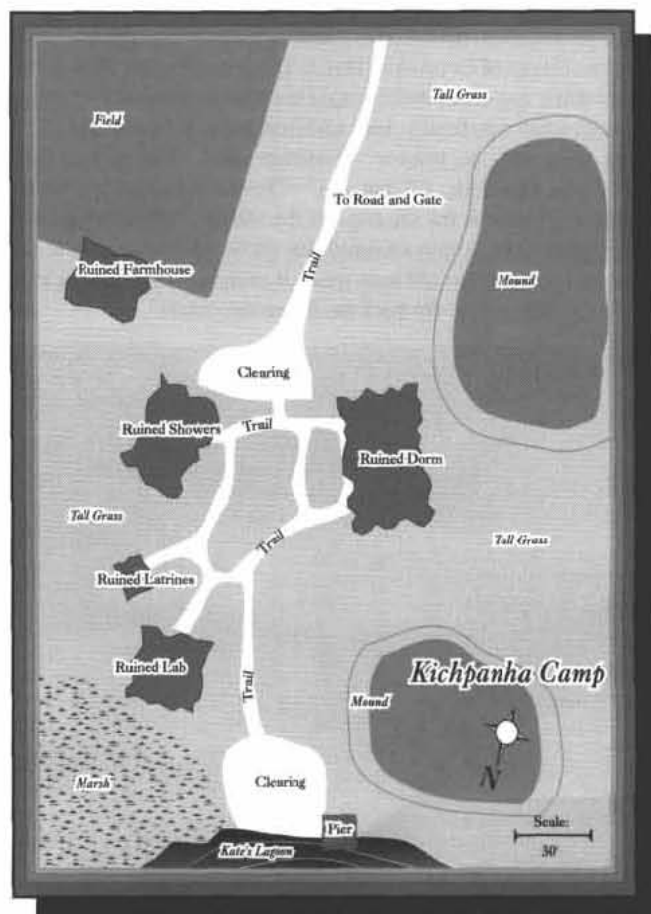 Tall Grass
Field
To Road and Gate
Ruined Farmhouse
Trail
Mound
Clearing
Ruined Showers
Trail
Ruined Dorm
Tall Grass
Trail
Tall Grass
Ruined Latrines
Ruined Lab
Kichpanha Camp
Trail
Mound
N
Marsh
Clearing
Scale:
Pier
30'
Kate's Lagoon